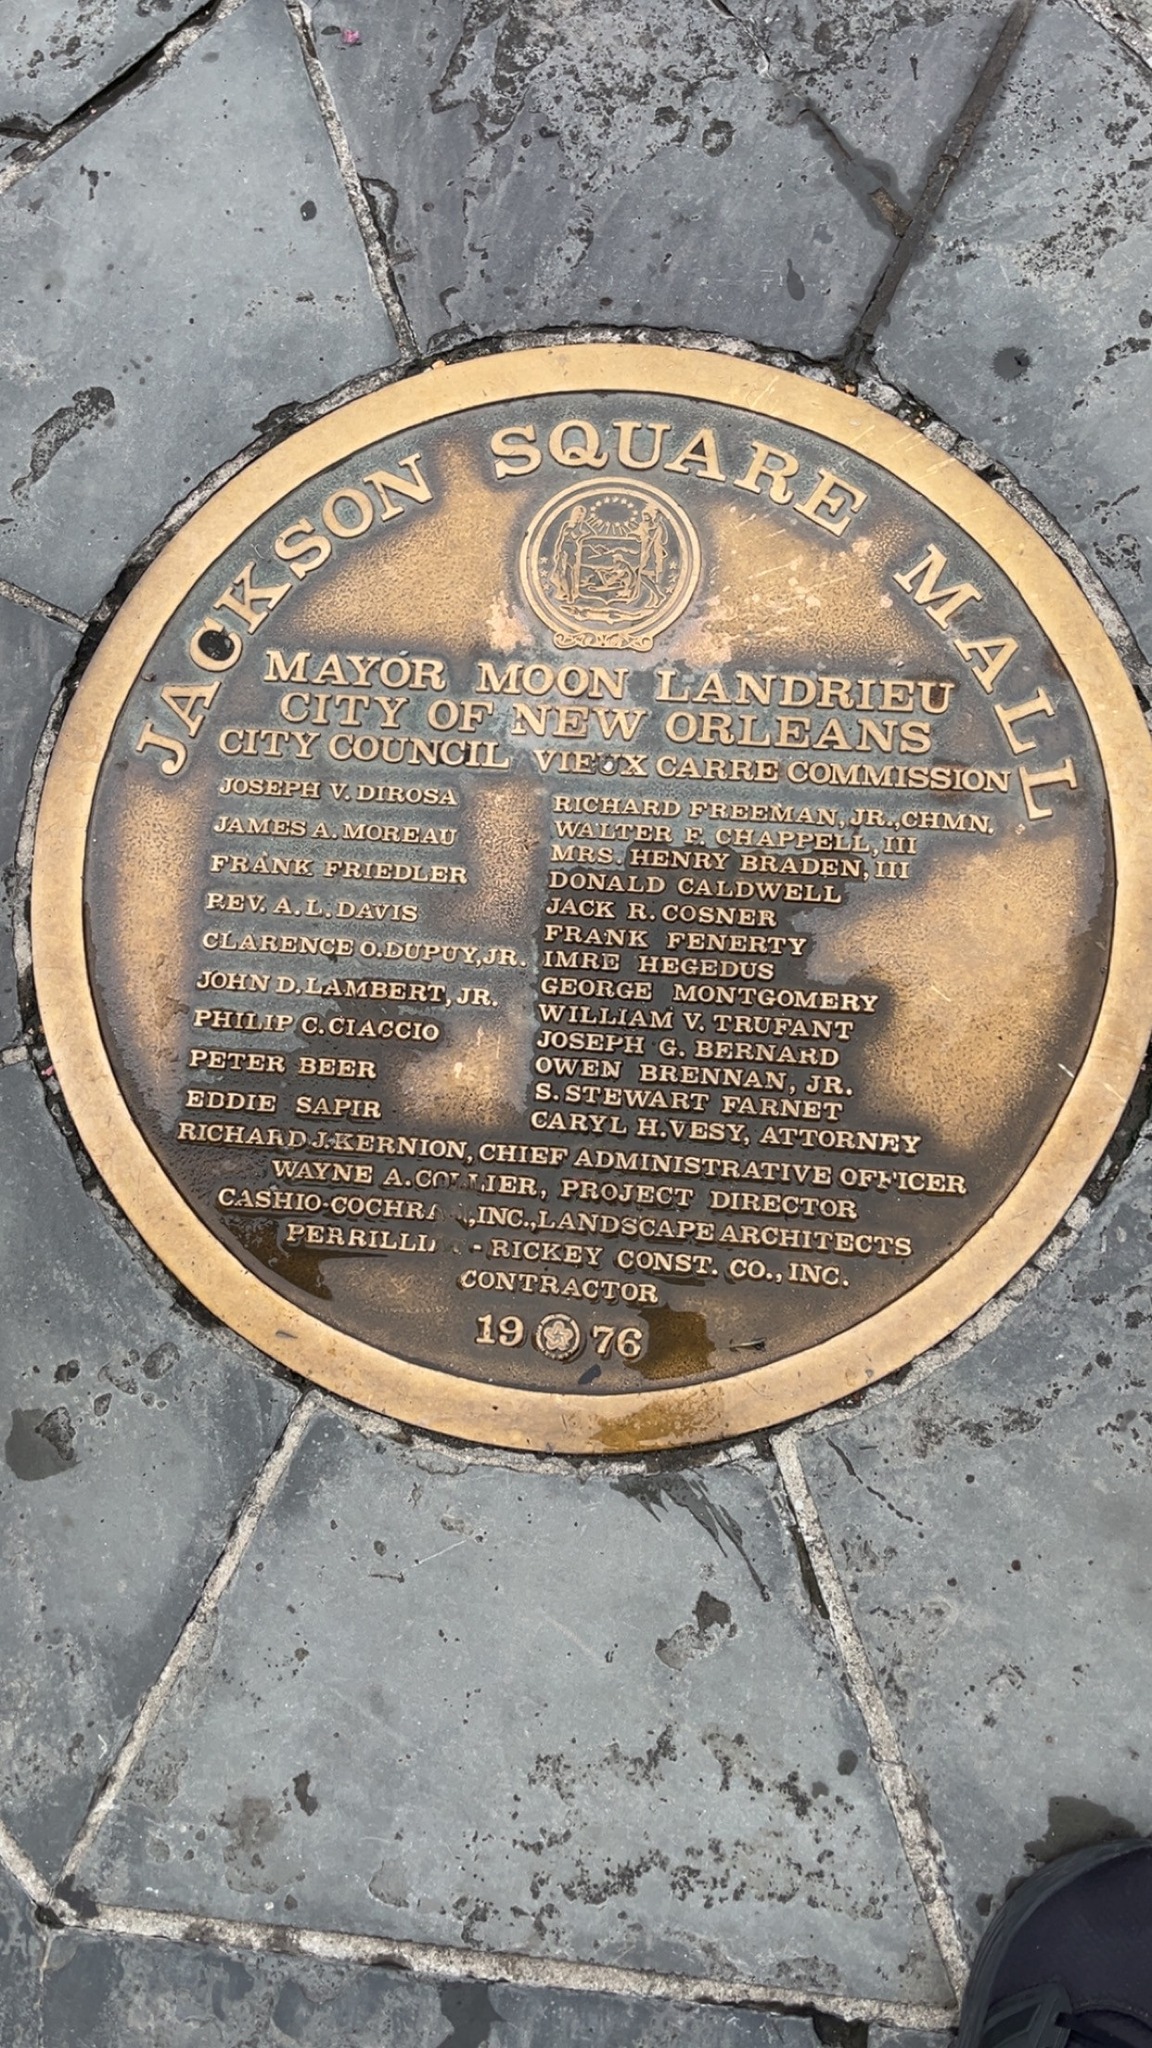 JACKSON SQUARE MALL
MAYOR MOON LANDRIEU
CITY OF NEW ORLEANS
CITY COUNCIL
JOSEPH V. DIROSA
JAMES A. MOREAU
FRANK FRIEDLER
REV. A. L. DAVIS
CLARENCE O. DUPUY, JR.
JOHN D. LAMBERT, JR.
PHILIP C. CIACCIO
PETER BEER
EDDIE SAPIR
VIEUX CARRE COMMISSION
RICHARD FREEMAN, JR., CHMN.
WALTER F. CHAPPELL, III
MRS. HENRY BRADEN, III
DONALD CALDWELL
JACK R. COSNER
FRANK FENERTY
IMRE HEGEDUS
GEORGE MONTGOMERY
WILLIAM V. TRUFANT
JOSEPH G. BERNARD
OWEN BRENNAN, JR.
S. STEWART FARNET
CARYL H. VESY, ATTORNEY
RICHARD J. KERNION, CHIEF ADMINISTRATIVE OFFICER
WAYNE A. COLLIER, PROJECT DIRECTOR
INC., LANDSCAPE ARCHITECTS
- RICKEY CONST. CO., INC.
CONTRACTOR
19 76